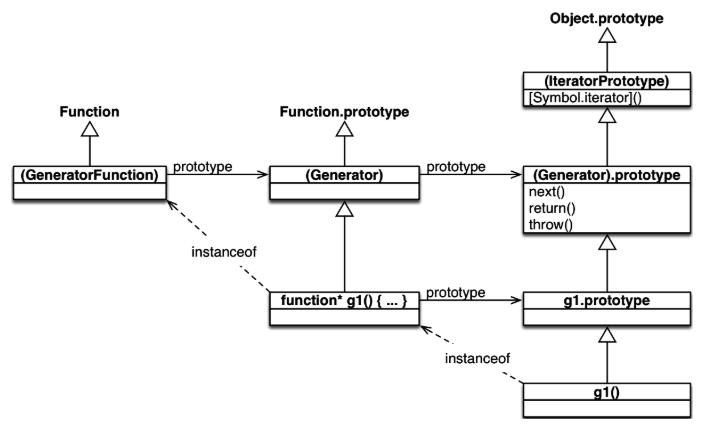 Object.prototype
(IteratorPrototype)
[Symbol.iterator]()
Function
Function.prototype
(GeneratorFunction)
prototype
(Generator)
prototype
(Generator).prototype
next()
return()
throw()
instanceof
function* g1() { ... }
prototype
g1.prototype
instanceof
g1()